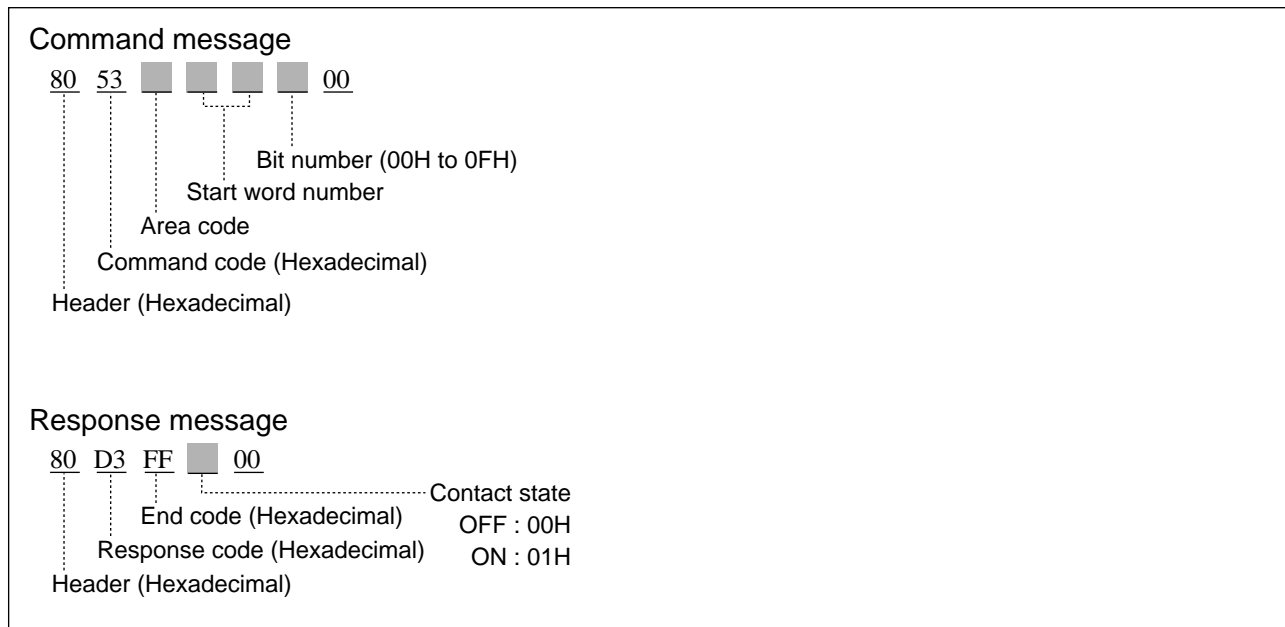 Command message
80 53 00
Bit number (00H to 0FH)
Start word number
Area code
Command code (Hexadecimal)
Header (Hexadecimal)
Response message
80 D3 FF 00
Contact state
End code (Hexadecimal)
OFF : 00H
Response code (Hexadecimal)
ON : 01H
Header (Hexadecimal)